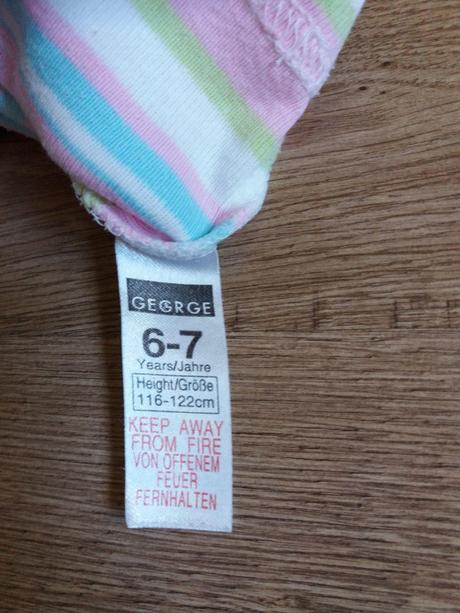 GEORGE
6-7
Years/Jahre
Height/Größe
116-122cm
KEEP AWAY
FROM FIRE
VON OFFENEM
FEUER
FERNHALTEN